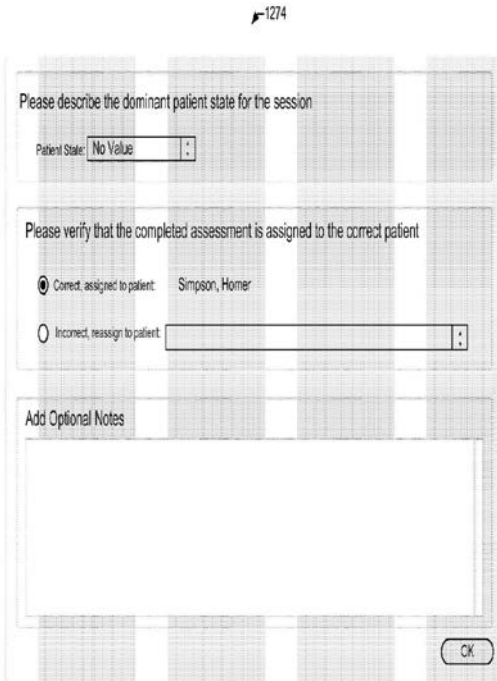 1274
Please describe the dominant patient state for the session
Patient State: No Value
Please verify that the completed assessment is assigned to the correct patient
Correct, assigned to patient: Simpson, Homer
Incorrect, reassign to patient:
Add Optional Notes
OK